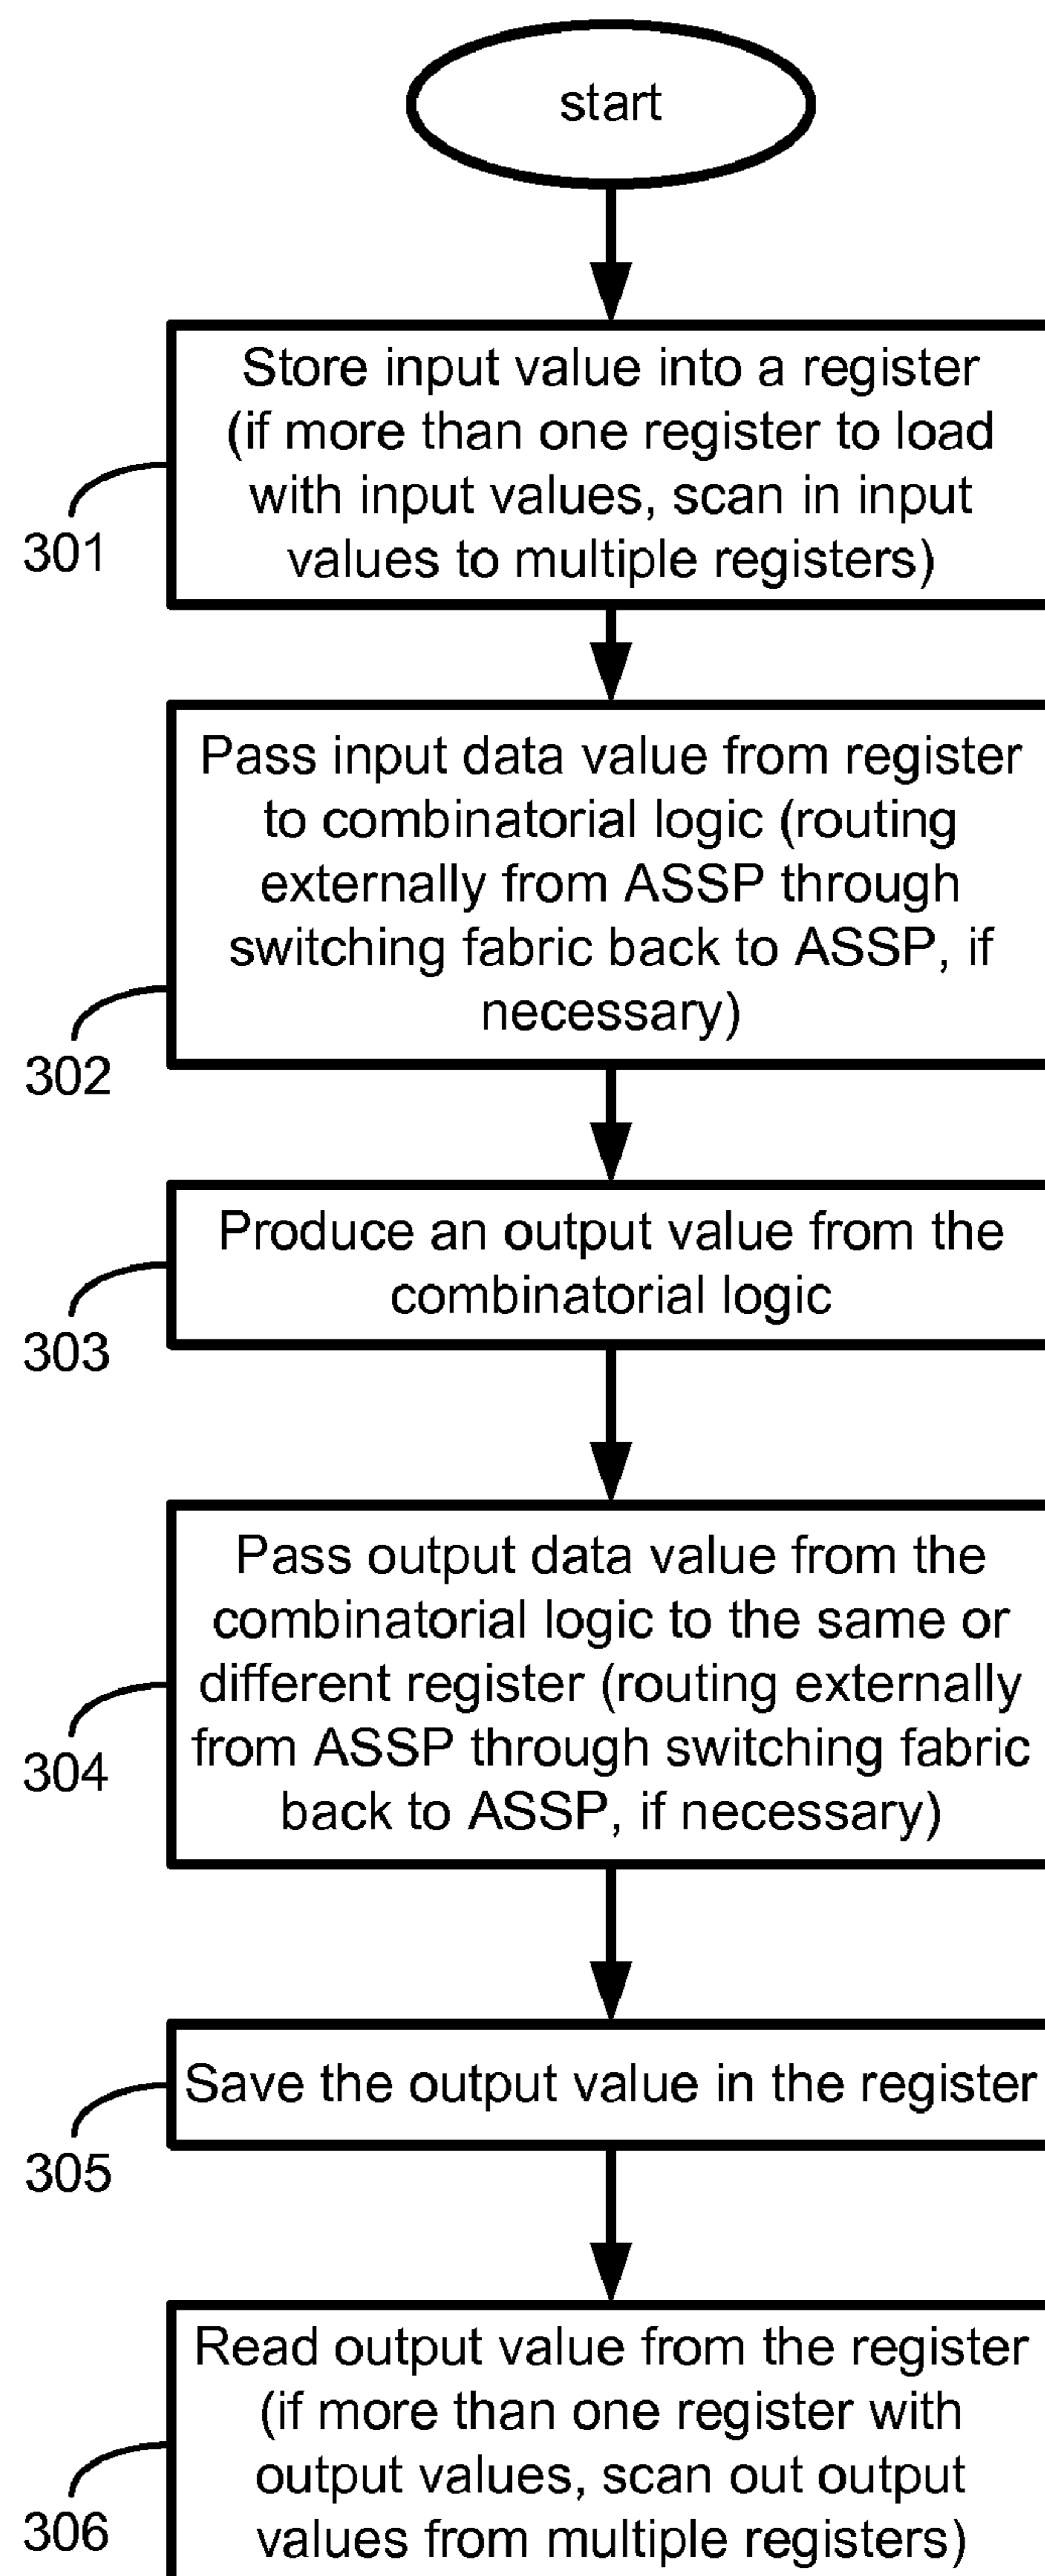 start
Store input value into a register
(if more than one register to load
with input values, scan in input
values to multiple registers)
301
Pass input data value from register
to combinatorial logic (routing
externally from ASSP through
switching fabric back to ASSP, if
necessary)
302
Produce an output value from the
combinatorial logic
303
Pass output data value from the
combinatorial logic to the same or
different register (routing externally
from ASSP through switching fabric
back to ASSP, if necessary)
304
Save the output value in the register
305
Read output value from the register
(if more than one register with
output values, scan out output
values from multiple registers)
306